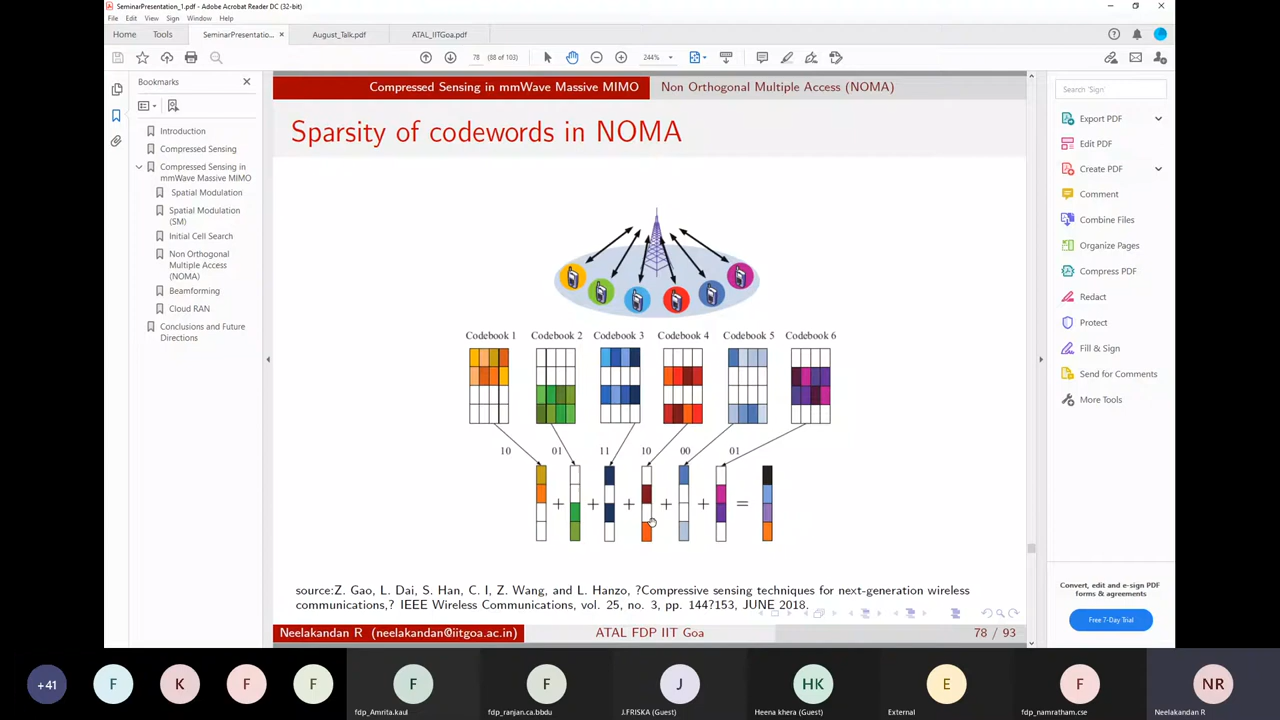 SeminarPresentation_1.pdf - Adobe Acrobat Reader DC (32-bit)
File Edit View Sign Window Help
Home Tools SeminarPresentatio... × August_Talk.pdf ATAL_IITGoa.pdf
78 (88 of 103) 244%
Bookmarks
Introduction
Compressed Sensing
Compressed Sensing in
mmWave Massive MIMO
Spatial Modulation
Spatial Modulation
(SM)
Initial Cell Search
Non Orthogonal
Multiple Access
(NOMA)
Beamforming
Cloud RAN
Conclusions and Future
Directions
Compressed Sensing in mmWave Massive MIMO Non Orthogonal Multiple Access (NOMA)
Sparsity of codewords in NOMA
Codebook 1 Codebook 2 Codebook 3 Codebook 4 Codebook 5 Codebook 6
10 01 11 10 00 01
+ + + + + =
source:Z. Gao, L. Dai, S. Han, C. I, Z. Wang, and L. Hanzo, ?Compressive sensing techniques for next-generation wireless
communications,? IEEE Wireless Communications, vol. 25, no. 3, pp. 144?153, JUNE 2018.
Neelakandan R (neelakandan@iitgoa.ac.in) ATAL FDP IIT Goa 78 / 93
Search 'Sign'
Export PDF
Edit PDF
Create PDF
Comment
Combine Files
Organize Pages
Compress PDF
Redact
Protect
Fill & Sign
Send for Comments
More Tools
Convert, edit and e-sign PDF
forms & agreements
Free 7-Day Trial
+41 F K F F F F J HK E F NR
fdp_Amrita.kaul fdp_ranjan.ca.bbdu J.FRISKA (Guest) Heena khera (Guest) External fdp_namratham.cse Neelakandan R